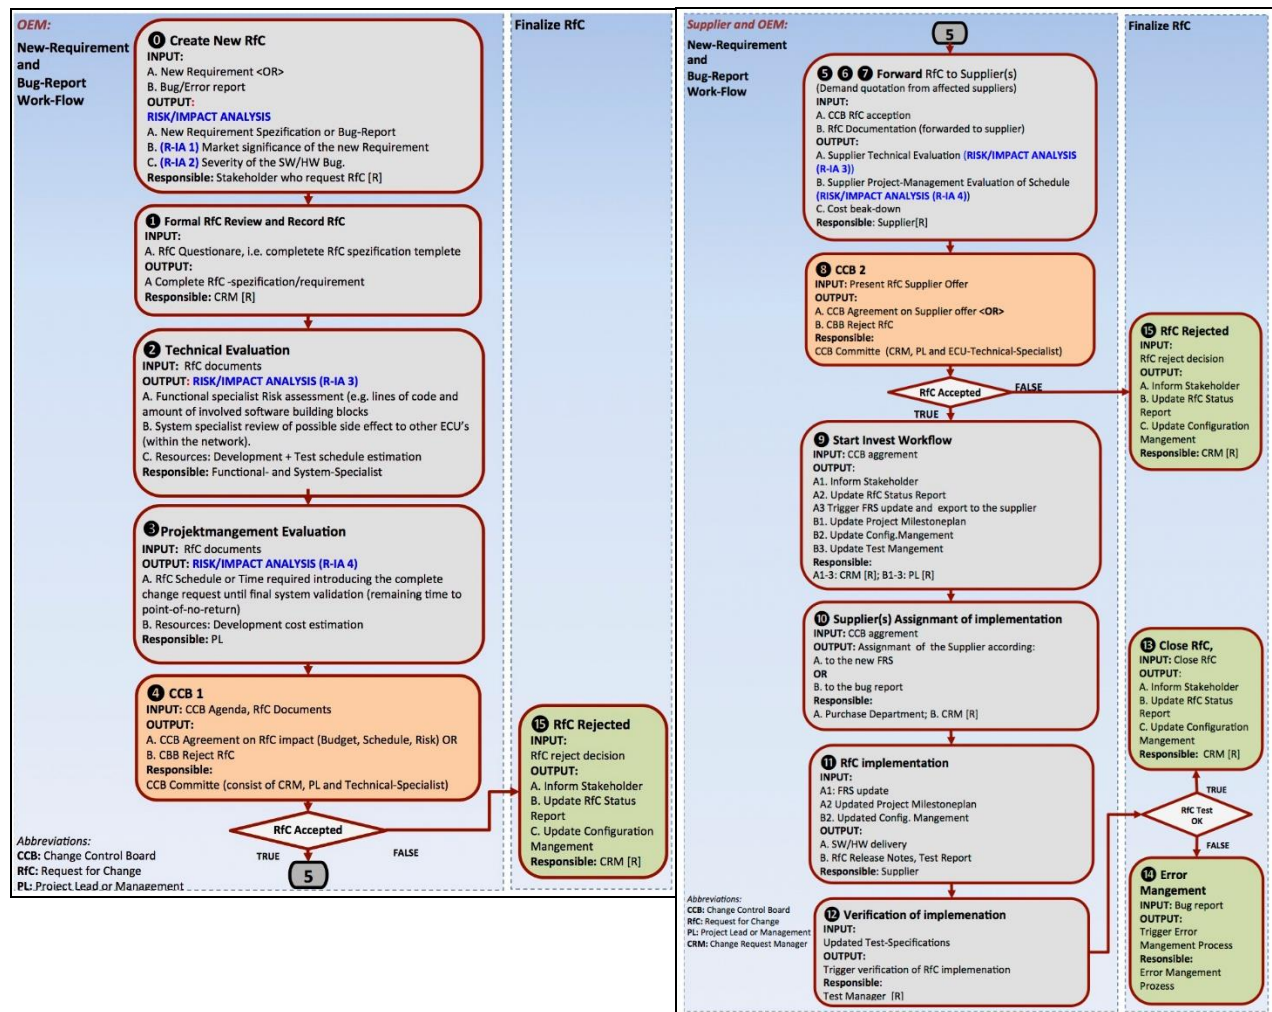 OEM:
New-Requirement
and
Bug-Report
Work-Flow
Finalize RfC
0 Create New RfC
INPUT:
A. New Requirement <OR>
B. Bug/Error report
OUTPUT:
RISK/IMPACT ANALYSIS
A. New Requirement Spezification or Bug-Report
B. (R-IA 1) Market significance of the new Requirement
C. (R-IA 2) Severity of the SW/HW Bug.
Responsible: Stakeholder who request RfC [R]
1 Formal RfC Review and Record RfC
INPUT:
A. RfC Questionare, i.e. completete RfC spezification templete
OUTPUT:
A Complete RfC -spezification/requirement
Responsible: CRM [R]
2 Technical Evaluation
INPUT: RfC documents
OUTPUT: RISK/IMPACT ANALYSIS (R-IA 3)
A. Functional specialist Risk assessment (e.g. lines of code and
amount of involved software building blocks
B. System specialist review of possible side effect to other ECU's
(within the network).
C. Resources: Development + Test schedule estimation
Responsible: Functional- and System-Specialist
3 Projektmangement Evaluation
INPUT: RfC documents
OUTPUT: RISK/IMPACT ANALYSIS (R-IA 4)
A. RfC Schedule or Time required introducing the complete
change request until final system validation (remaining time to
point-of-no-return)
B. Resources: Development cost estimation
Responsible: PL
4 CCB 1
INPUT: CCB Agenda, RfC Documents
OUTPUT:
A. CCB Agreement on RfC impact (Budget, Schedule, Risk) OR
B. CBB Reject RfC
Responsible:
CCB Committe (consist of CRM, PL and Technical-Specialist)
RfC Accepted
TRUE
FALSE
5
15 RfC Rejected
INPUT:
RfC reject decision
OUTPUT:
A. Inform Stakeholder
B. Update RfC Status
Report
C. Update Configuration
Mangement
Responsible: CRM [R]
Abbreviations:
CCB: Change Control Board
RfC: Request for Change
PL: Project Lead or Management
Supplier and OEM:
New-Requirement
and
Bug-Report
Work-Flow
Finalize RfC
5
5 6 7 Forward RfC to Supplier(s)
(Demand quotation from affected suppliers)
INPUT:
A. CCB RfC acception
B. RfC Documentation (forwarded to supplier)
OUTPUT:
A. Supplier Technical Evaluation (RISK/IMPACT ANALYSIS
(R-IA 3))
B. Supplier Project-Management Evaluation of Schedule
(RISK/IMPACT ANALYSIS (R-IA 4))
C. Cost beak-down
Responsible: Supplier[R]
8 CCB 2
INPUT: Present RfC Supplier Offer
OUTPUT:
A. CCB Agreement on Supplier offer <OR>
B. CBB Reject RfC
Responsible:
CCB Committe (CRM, PL and ECU-Technical-Specialist)
RfC Accepted
FALSE
TRUE
15 RfC Rejected
INPUT:
RfC reject decision
OUTPUT:
A. Inform Stakeholder
B. Update RfC Status
Report
C. Update Configuration
Mangement
Responsible: CRM [R]
9 Start Invest Workflow
INPUT: CCB aggrement
OUTPUT:
A1. Inform Stakeholder
A2. Update RfC Status Report
A3 Trigger FRS update and export to the supplier
B1. Update Project Milestoneplan
B2. Update Config.Mangement
B3. Update Test Mangement
Responsible:
A1-3: CRM [R]; B1-3: PL [R]
10 Supplier(s) Assignmant of implementation
INPUT: CCB aggrement
OUTPUT: Assignmant of the Supplier according:
A. to the new FRS
OR
B. to the bug report
Responsible:
A. Purchase Department; B. CRM [R]
11 RfC implementation
INPUT:
A1: FRS update
A2 Updated Project Milestoneplan
B2. Updated Config. Mangement
OUTPUT:
A. SW/HW delivery
B. RfC Release Notes, Test Report
Responsible: Supplier
12 Verification of implemenation
INPUT:
Updated Test-Specifications
OUTPUT:
Trigger verification of RfC implemenation
Responsible:
Test Manager [R]
13 Close RfC,
INPUT: Close RfC
OUTPUT:
A. Inform Stakeholder
B. Update RfC Status
Report
C. Update Configuration
Mangement
Responsible: CRM [R]
TRUE
RfC Test
OK
FALSE
14 Error
Mangement
INPUT: Bug report
OUTPUT:
Trigger Error
Mangement Process
Resonsible:
Error Mangement
Prozess
Abbreviations:
CCB: Change Control Board
RfC: Request for Change
PL: Project Lead or Management
CRM: Change Request Manager